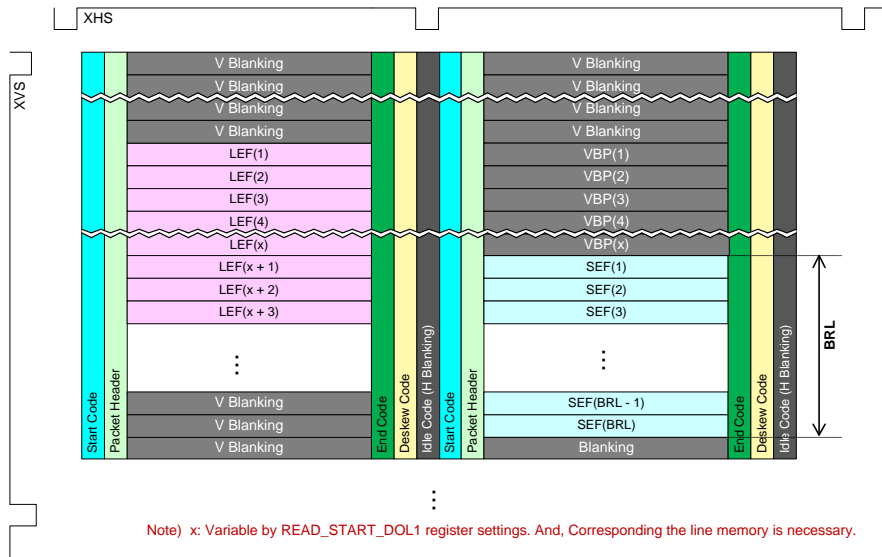 XHS
XVS
V Blanking
V Blanking
V Blanking
V Blanking
LEF(1)
LEF(2)
LEF(3)
LEF(4)
LEF(x)
LEF(x + 1)
LEF(x + 2)
LEF(x + 3)
⋮
V Blanking
V Blanking
V Blanking
Start Code
Packet Header
End Code
Deskew Code
Idle Code (H Blanking)
V Blanking
V Blanking
V Blanking
V Blanking
VBP(1)
VBP(2)
VBP(3)
VBP(4)
VBP(x)
SEF(1)
SEF(2)
SEF(3)
⋮
SEF(BRL - 1)
SEF(BRL)
Blanking
Start Code
Packet Header
End Code
Deskew Code
Idle Code (H Blanking)
BRL
⋮
Note) x: Variable by READ_START_DOL1 register settings. And, Corresponding the line memory is necessary.